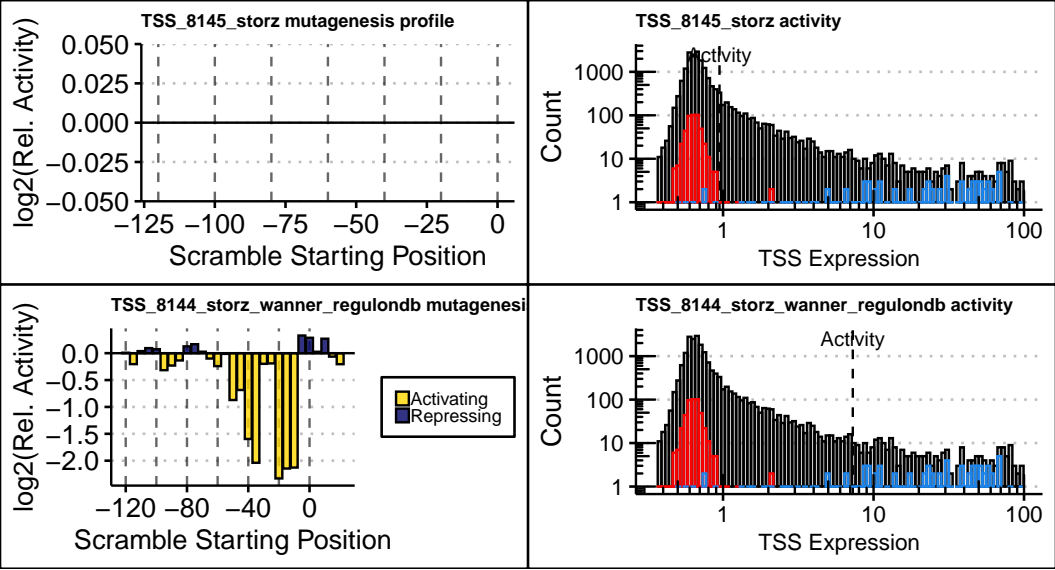 TSS_8145_storz mutagenesis profile
log2(Rel. Activity)
0.050
0.000
−0.025
−0.050
−125 −100 −75 −50 −25 0
Scramble Starting Position
TSS_8145_storz activity
Activity
Count
1000
100
10
1
1 10 100
TSS Expression
TSS_8144_storz_wanner_regulondb mutagenesi
log2(Rel. Activity)
0.0
−0.5
−1.0
−1.5
−2.0
−120 −80 −40 0
Scramble Starting Position
Activating
Repressing
TSS_8144_storz_wanner_regulondb activity
Activity
Count
1000
100
10
1
1 10 100
TSS Expression